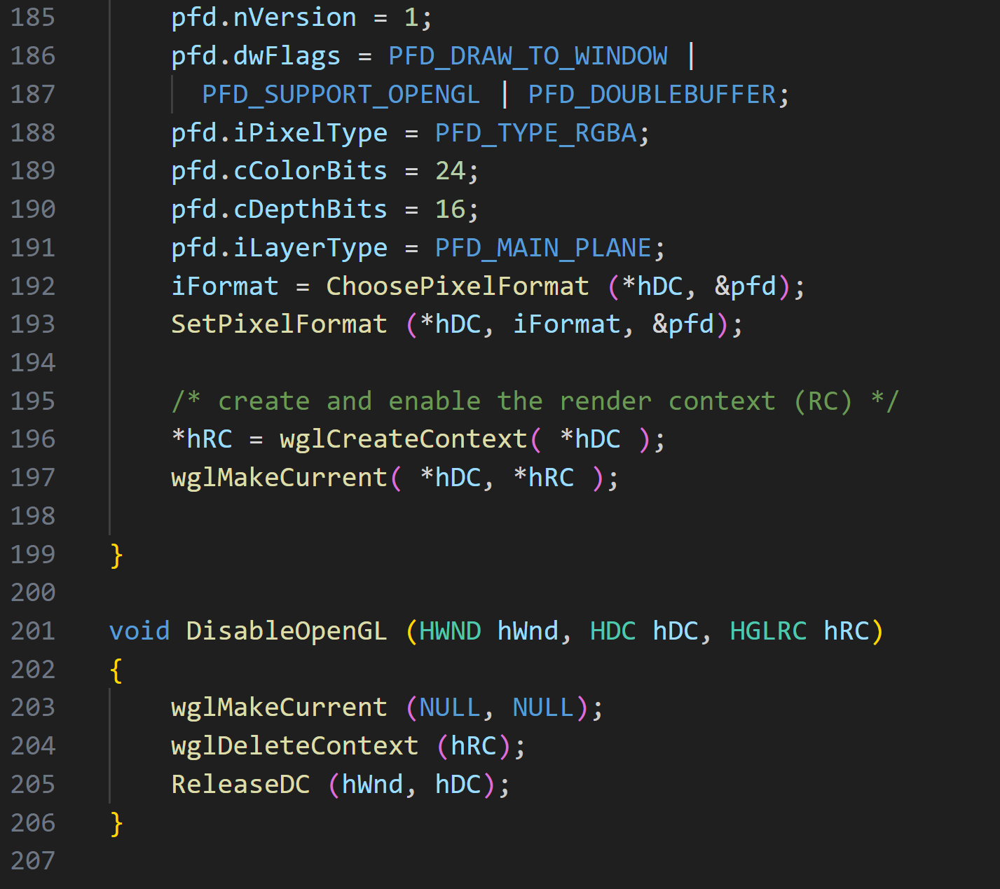 185 pfd.nVersion = 1;
186 pfd.dwFlags = PFD_DRAW_TO_WINDOW |
187 PFD_SUPPORT_OPENGL | PFD_DOUBLEBUFFER;
188 pfd.iPixelType = PFD_TYPE_RGBA;
189 pfd.cColorBits = 24;
190 pfd.cDepthBits = 16;
191 pfd.iLayerType = PFD_MAIN_PLANE;
192 iFormat = ChoosePixelFormat (*hDC, &pfd);
193 SetPixelFormat (*hDC, iFormat, &pfd);
194
195 /* create and enable the render context (RC) */
196 *hRC = wglCreateContext( *hDC );
197 wglMakeCurrent( *hDC, *hRC );
198
199 }
200
201 void DisableOpenGL (HWND hWnd, HDC hDC, HGLRC hRC)
202 {
203 wglMakeCurrent (NULL, NULL);
204 wglDeleteContext (hRC);
205 ReleaseDC (hWnd, hDC);
206 }
207